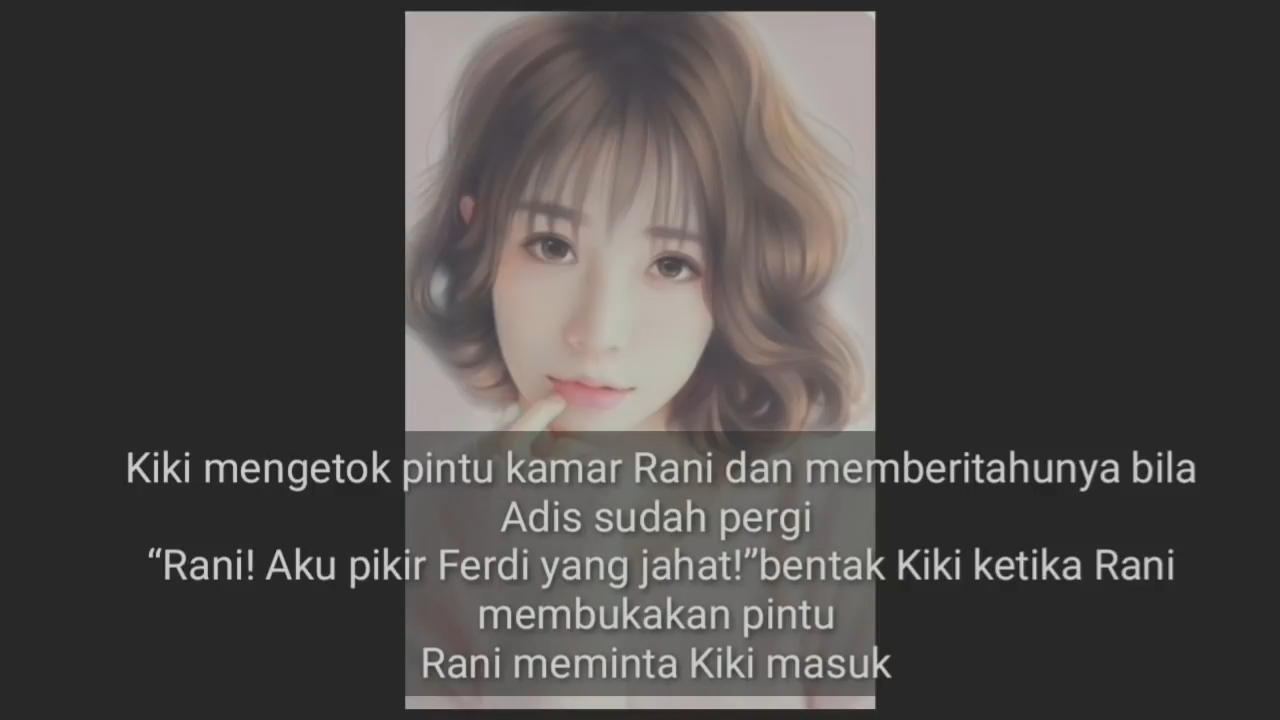 Kiki mengetok pintu kamar Rani dan memberitahunya bila
Adis sudah pergi
“Rani! Aku pikir Ferdi yang jahat!”bentak Kiki ketika Rani
membukakan pintu
Rani meminta Kiki masuk